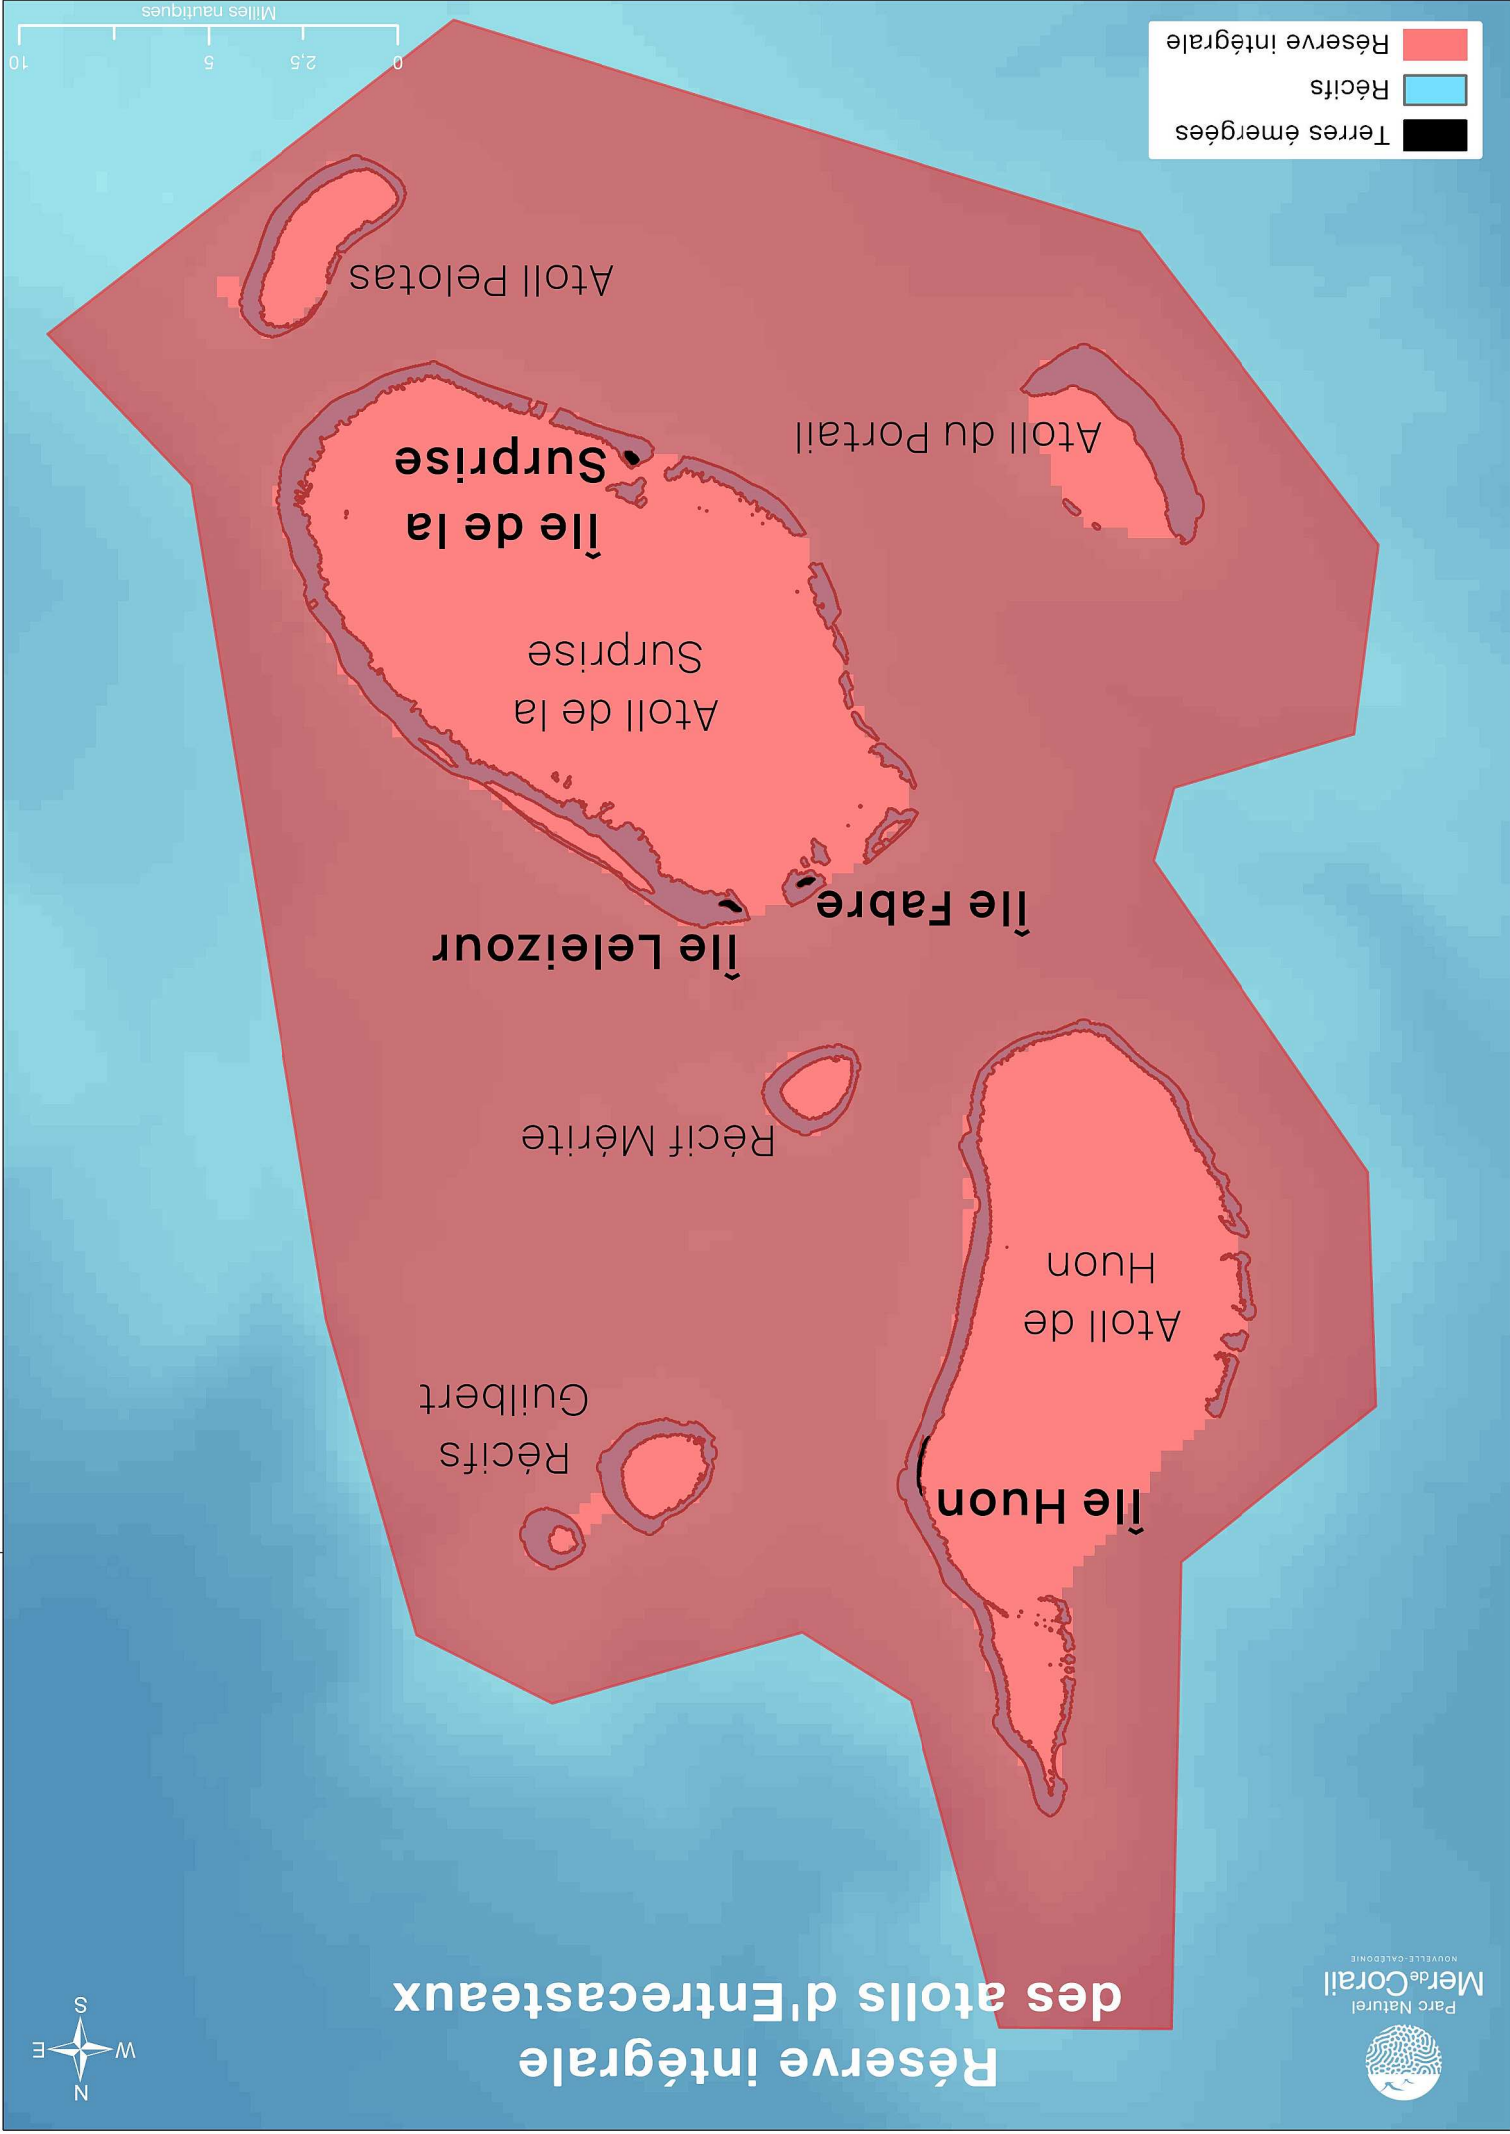 Parc Naturel
Mer de Corail
NOUVELLE-CALÉDONIE
Réserve intégrale
des atolls d'Entrecasteaux
N
W
E
S
Île Huon
Atoll de
Huon
Récifs
Guilbert
Récif Mérite
Île Leleizour
Île Fabre
Atoll de la
Surprise
Île de la
Surprise
Atoll du Portail
Atoll Pelotas
Terres émergées
Récifs
Réserve intégrale
0
2,5
5
10
Milles nautiques